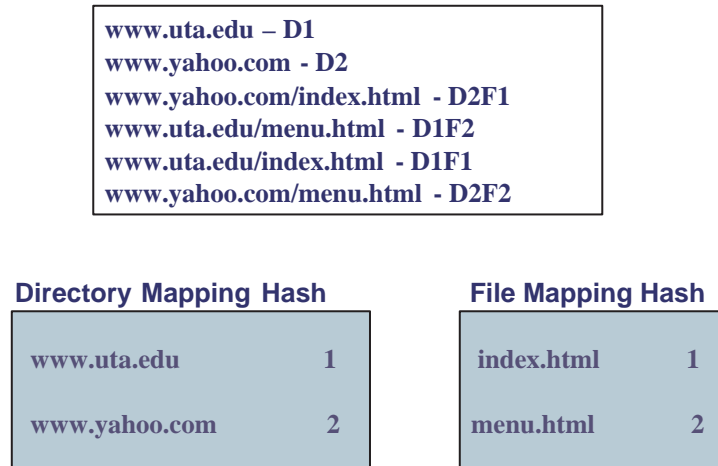 www.uta.edu – D1
www.yahoo.com - D2
www.yahoo.com/index.html - D2F1
www.uta.edu/menu.html - D1F2
www.uta.edu/index.html - D1F1
www.yahoo.com/menu.html - D2F2
Directory Mapping Hash
www.uta.edu 1
www.yahoo.com 2
File Mapping Hash
index.html 1
menu.html 2